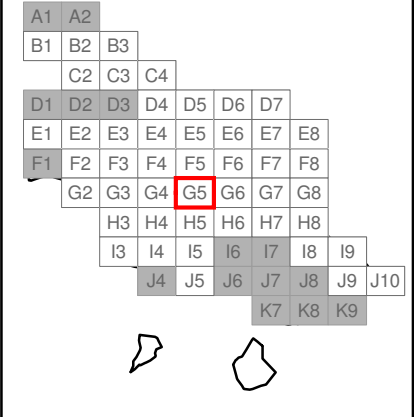 A1 A2
B1 B2 B3
C2 C3 C4
D1 D2 D3 D4 D5 D6 D7
E1 E2 E3 E4 E5 E6 E7 E8
F1 F2 F3 F4 F5 F6 F7 F8
G2 G3 G4 G5 G6 G7 G8
H3 H4 H5 H6 H7 H8
I3 I4 I5 I6 I7 I8 I9
J4 J5 J6 J7 J8 J9 J10
K7 K8 K9